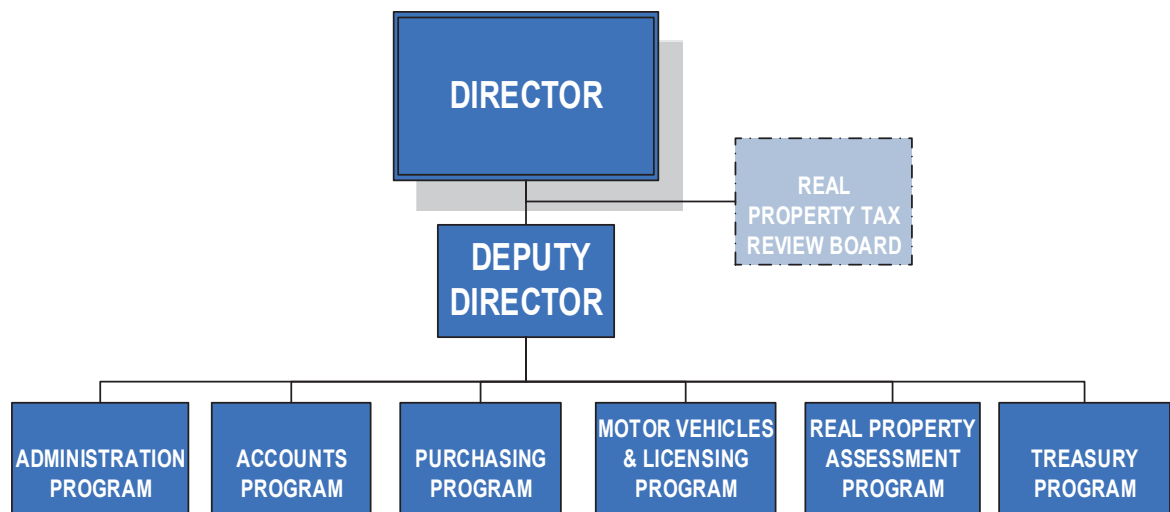 DIRECTOR
REAL
PROPERTY TAX
REVIEW BOARD
DEPUTY
DIRECTOR
ADMINISTRATION
PROGRAM
ACCOUNTS
PROGRAM
PURCHASING
PROGRAM
MOTOR VEHICLES
& LICENSING
PROGRAM
REAL PROPERTY
ASSESSMENT
PROGRAM
TREASURY
PROGRAM